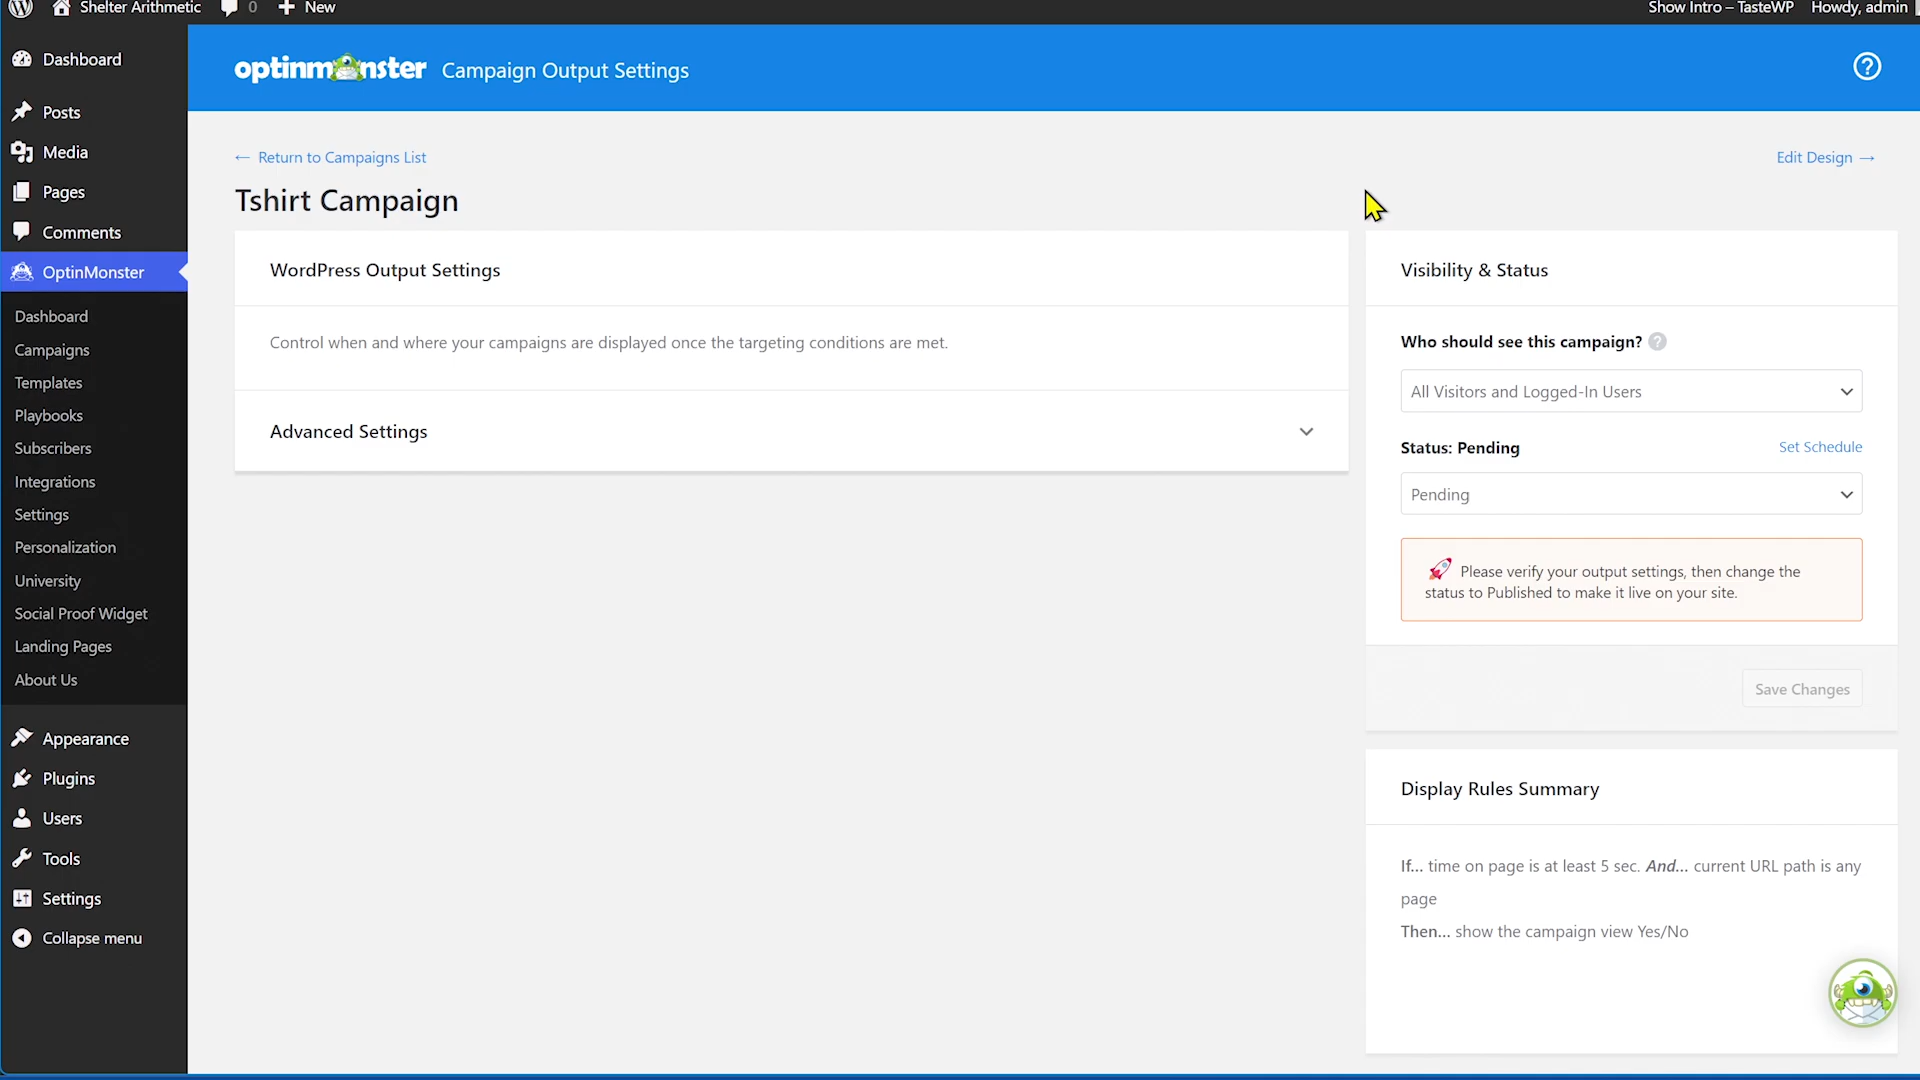 Shelter Arithmetic
0
New
Show Intro – TasteWP
Howdy, admin
Dashboard
Posts
Media
Pages
Comments
OptinMonster
Dashboard
Campaigns
Templates
Playbooks
Subscribers
Integrations
Settings
Personalization
University
Social Proof Widget
Landing Pages
About Us
Appearance
Plugins
Users
Tools
Settings
Collapse menu
optinmonster
Campaign Output Settings
?
← Return to Campaigns List
Edit Design →
Tshirt Campaign
WordPress Output Settings
Control when and where your campaigns are displayed once the targeting conditions are met.
Advanced Settings
Visibility & Status
Who should see this campaign? ?
All Visitors and Logged-In Users
Status: Pending
Set Schedule
Pending
🚀 Please verify your output settings, then change the
status to Published to make it live on your site.
Save Changes
Display Rules Summary
If... time on page is at least 5 sec. And... current URL path is any
page
Then... show the campaign view Yes/No